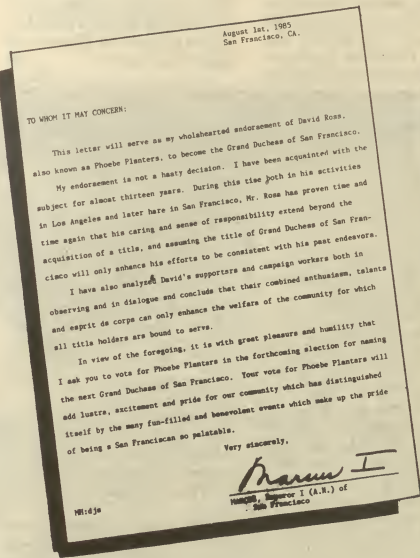 August 1st, 1985
San Francisco, CA.
TO WHOM IT MAY CONCERN:
This letter will serve as my wholehearted endorsement of David Ross,
also known as Phoebe Planters, to become the Grand Duchess of San Francisco.
My endorsement is not a hasty decision. I have been acquainted with the
subject for almost thirteen years. During this time both in his activities
in Los Angeles and later here in San Francisco, Mr. Ross has proven time and
time again that his caring and sense of responsibility extend beyond the
acquisition of a title, and assuming the title of Grand Duchess of San Fran-
cisco will only enhance his efforts to be consistent with his past endeavors.
I have also analyzed David's supporters and campaign workers both in
observing and in dialogue and conclude that their combined anthusiasm, talents
and esprit de corps can only enhance the welfare of the community for which
all title holders are bound to serve.
In view of the foregoing, it is with great pleasure and humility that
I ask you to vote for Phoebe Planters in the forthcoming election for naming
the next Grand Duchess of San Francisco. Your vote for Phoebe Planters will
add lustre, excitement and pride for our community which has distinguished
itself by the many fun-filled and benevolent events which make up the pride
of being a San Franciscan so palatable.
Very sincerely,
Marcus I
MARCUS, Emperor I (A.N.) of
San Francisco
MM:djs